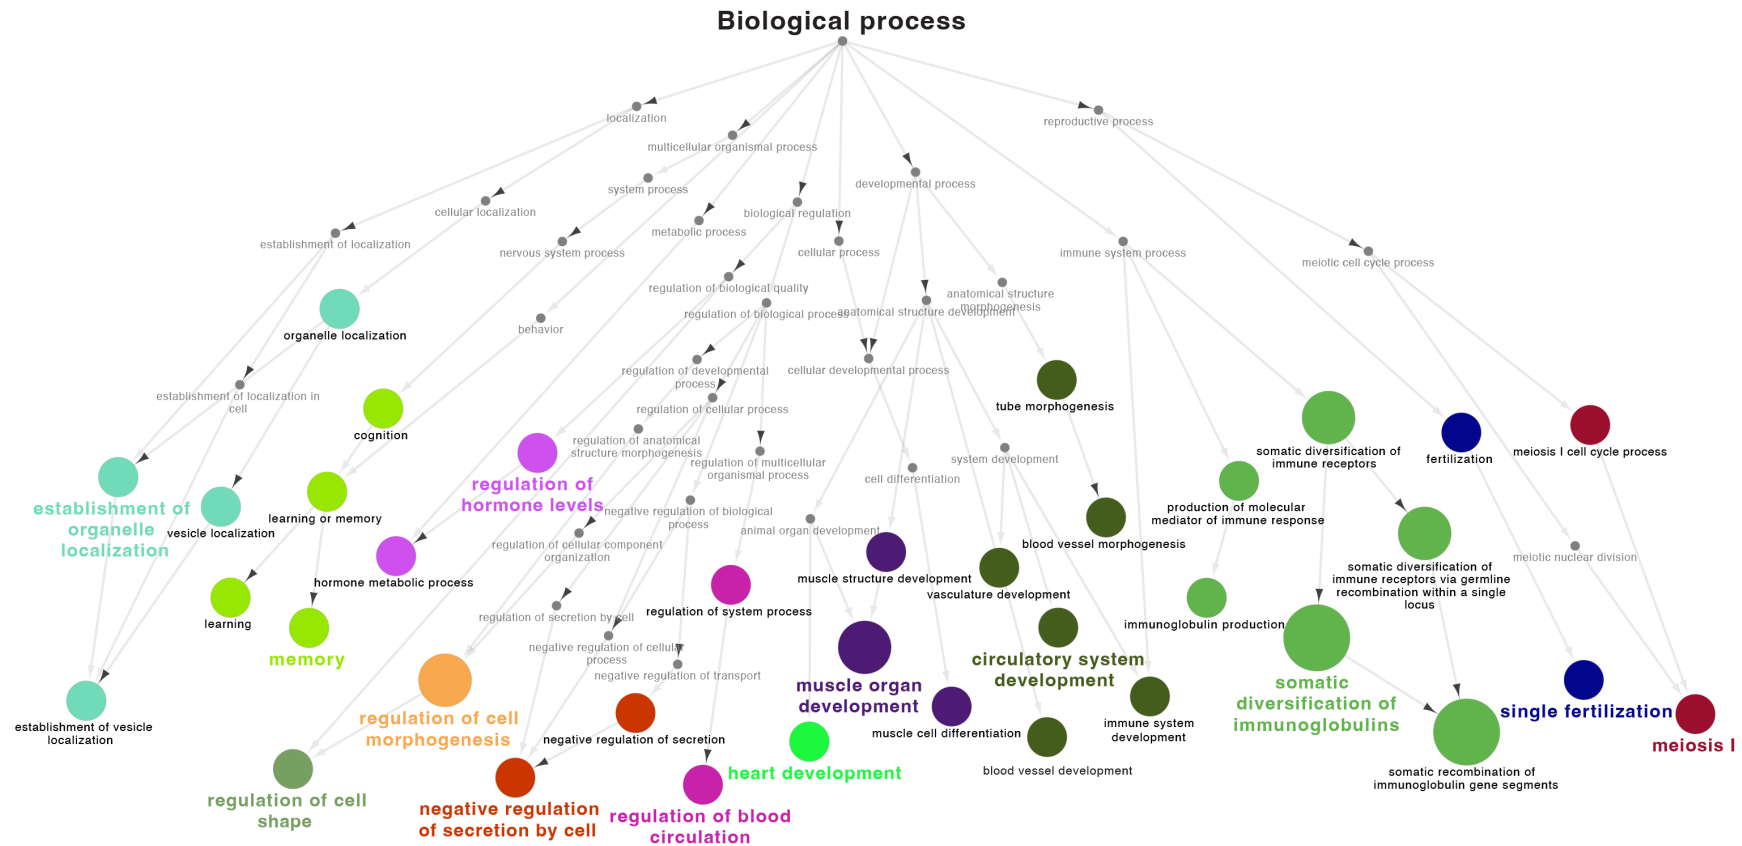 Biological process
localization
reproductive process
multicellular organismal process
system process
developmental process
cellular localization
biological regulation
metabolic process
establishment of localization
nervous system process
cellular process
immune system process
meiotic cell cycle process
regulation of biological quality
anatomical structure
morphogenesis
regulation of biological process
anatomical structure development
behavior
organelle localization
regulation of developmental
process
cellular developmental process
establishment of localization in
cell
regulation of cellular process
tube morphogenesis
cognition
regulation of anatomical
structure morphogenesis
system development
somatic diversification of
immune receptors
fertilization
meiosis I cell cycle process
regulation of multicellular
organismal process
cell differentiation
regulation of
hormone levels
establishment of
organelle
localization
learning or memory
vesicle localization
negative regulation of biological
process
production of molecular
mediator of immune response
animal organ development
blood vessel morphogenesis
regulation of cellular component
organization
meiotic nuclear division
somatic diversification of
immune receptors via germline
recombination within a single
locus
hormone metabolic process
muscle structure development
vasculature development
regulation of system process
regulation of secretion by cell
learning
immunoglobulin production
memory
negative regulation of cellular
process
negative regulation of transport
circulatory system
development
muscle organ
development
somatic
diversification of
immunoglobulins
single fertilization
meiosis I
establishment of vesicle
localization
regulation of cell
morphogenesis
negative regulation of secretion
muscle cell differentiation
immune system
development
heart development
blood vessel development
somatic recombination of
immunoglobulin gene segments
regulation of cell
shape
negative regulation
of secretion by cell
regulation of blood
circulation